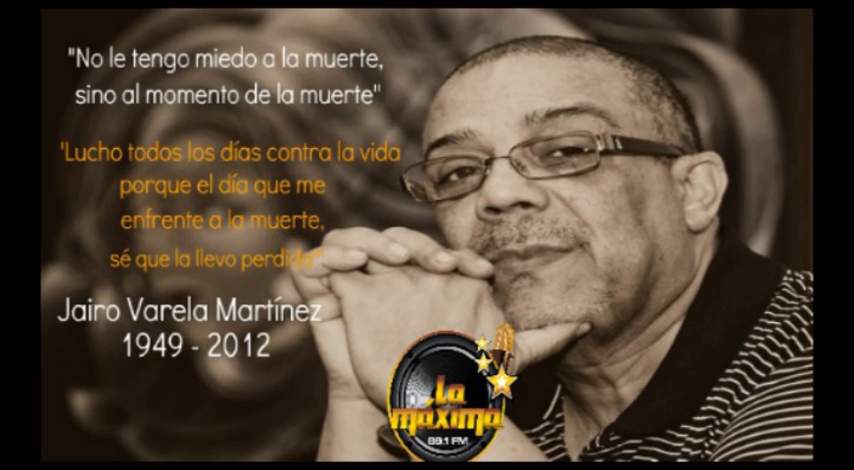 "No le tengo miedo a la muerte,
sino al momento de la muerte"
'Lucho todos los días contra la vida
porque el día que me
enfrente a la muerte,
sé que la llevo perdida"
Jairo Varela Martínez
1949 - 2012
La
máxima
89.1 FM